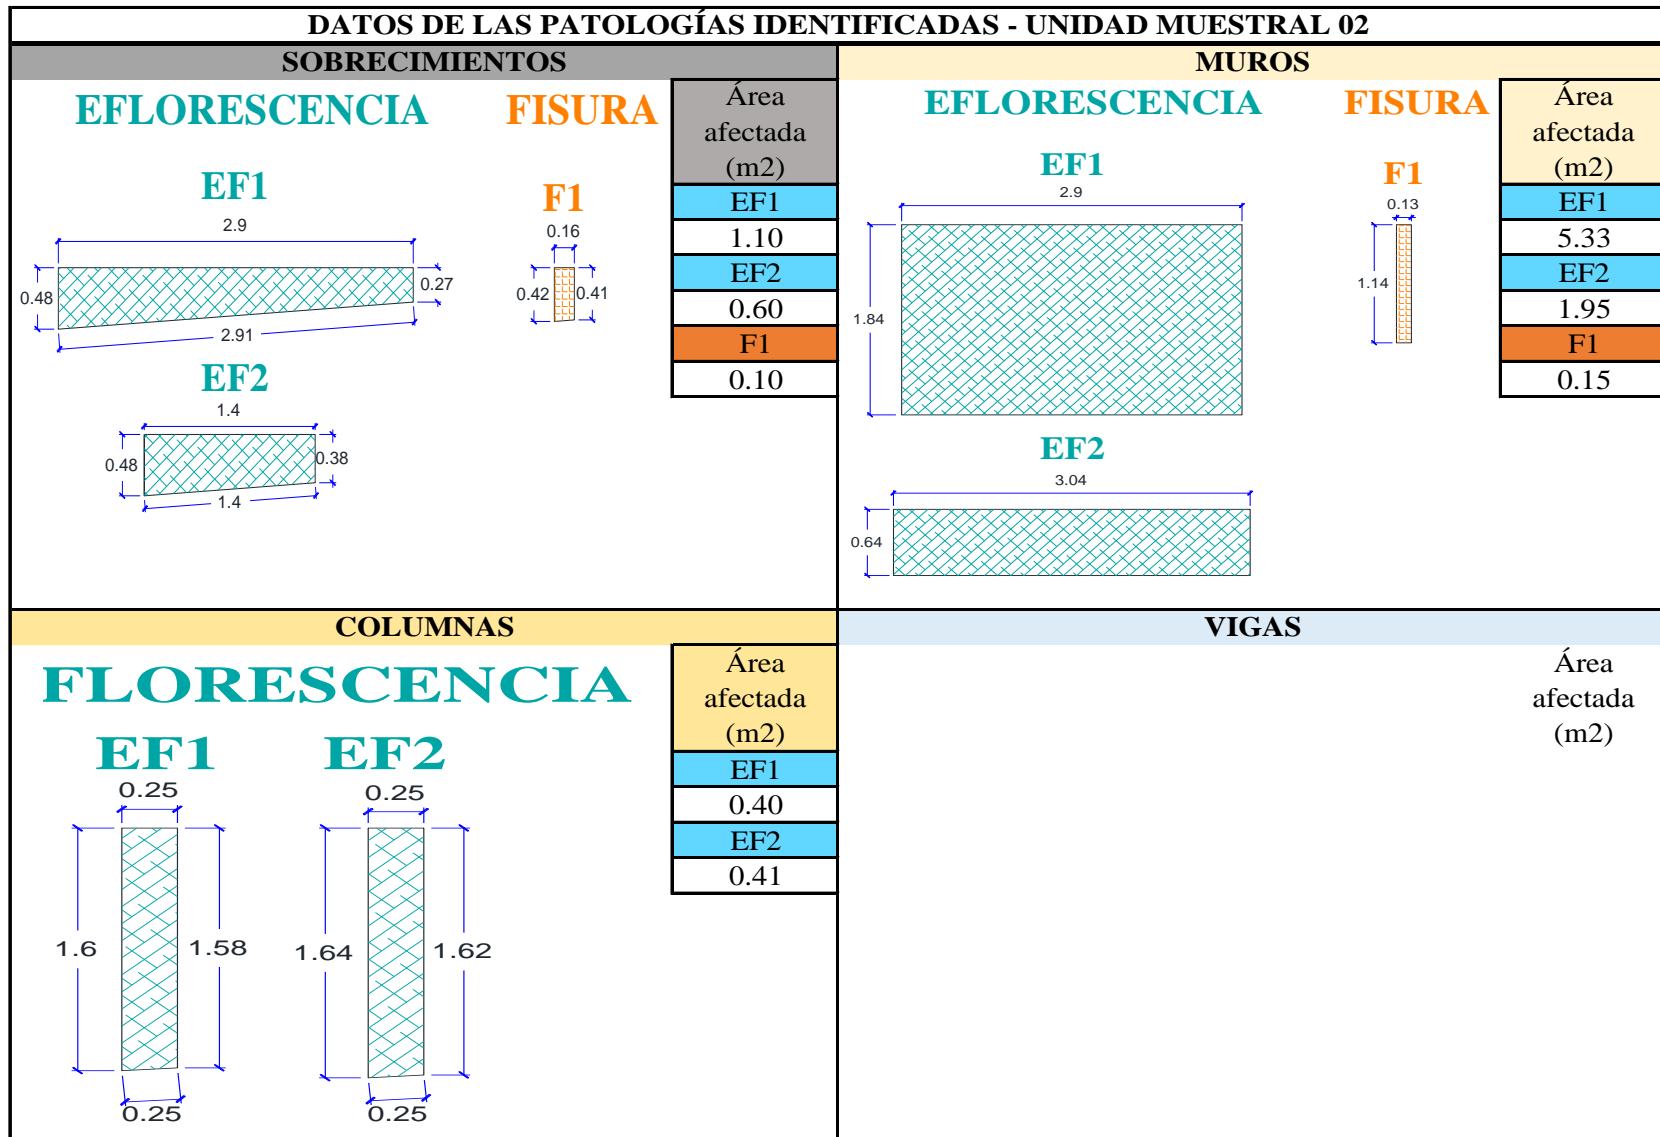 DATOS DE LAS PATOLOGÍAS IDENTIFICADAS - UNIDAD MUESTRAL 02
SOBRECIMIENTOS
EFLORESCENCIA
FISURA
Área
afectada
(m2)
EF1
2.9
0.48
0.27
2.91
F1
0.16
0.42
0.41
EF1
1.10
EF2
0.60
F1
0.10
EF2
1.4
0.48
0.38
1.4
MUROS
EFLORESCENCIA
FISURA
Área
afectada
(m2)
EF1
2.9
1.84
F1
0.13
1.14
EF1
5.33
EF2
1.95
F1
0.15
EF2
3.04
0.64
COLUMNAS
FLORESCENCIA
Área
afectada
(m2)
EF1
0.25
1.6
1.58
0.25
EF2
0.25
1.64
1.62
0.25
EF1
0.40
EF2
0.41
VIGAS
Área
afectada
(m2)